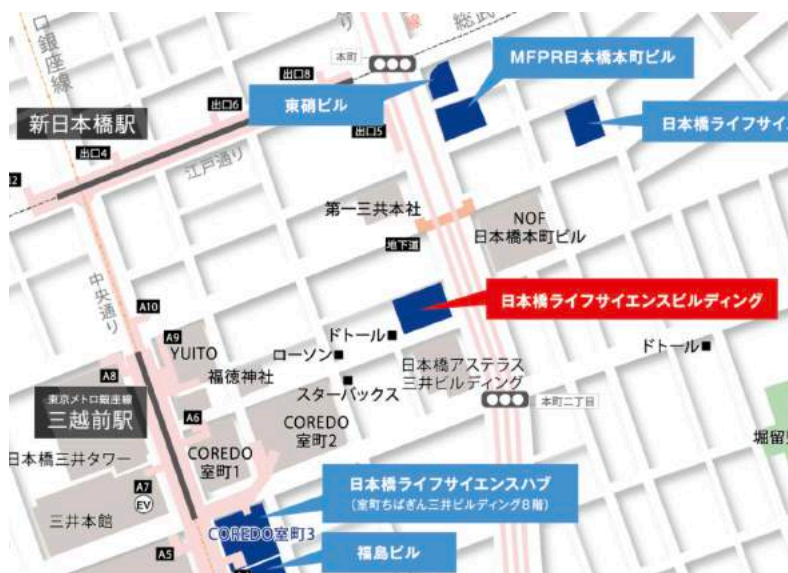 口銀座線
り
線
総武
本町
MFPR日本橋本町ビル
出口8
東硝ビル
出口6
新日本橋駅
出口5
日本橋ライフサイ
出口4
江戸通り
第一三共本社
NOF
日本橋本町ビル
地下道
中央通り
A10
日本橋ライフサイエンスビルディング
A9
YUITO
ドトール
ローソン
ドトール
A8
福徳神社
日本橋アステラス
三井ビルディング
スターバックス
東京メトロ銀座線
三越前駅
A6
COREDO
室町2
本町二丁目
日本橋三井タワー
COREDO
室町1
堀留
A7
EV
日本橋ライフサイエンスハブ
(室町ちばぎん三井ビルディング8階)
三井本館
COREDO室町3
A5
福島ビル